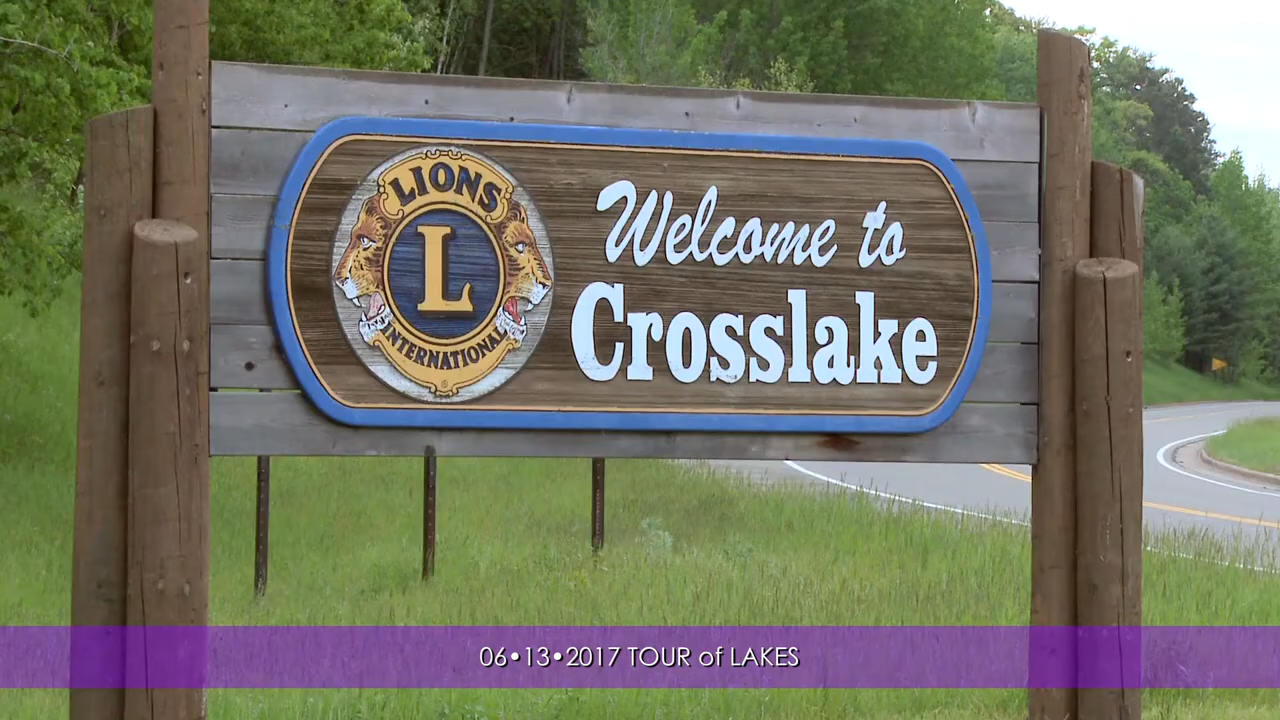 LIONS
L
INTERNATIONAL
®
Welcome to
Crosslake
06•13•2017 TOUR of LAKES